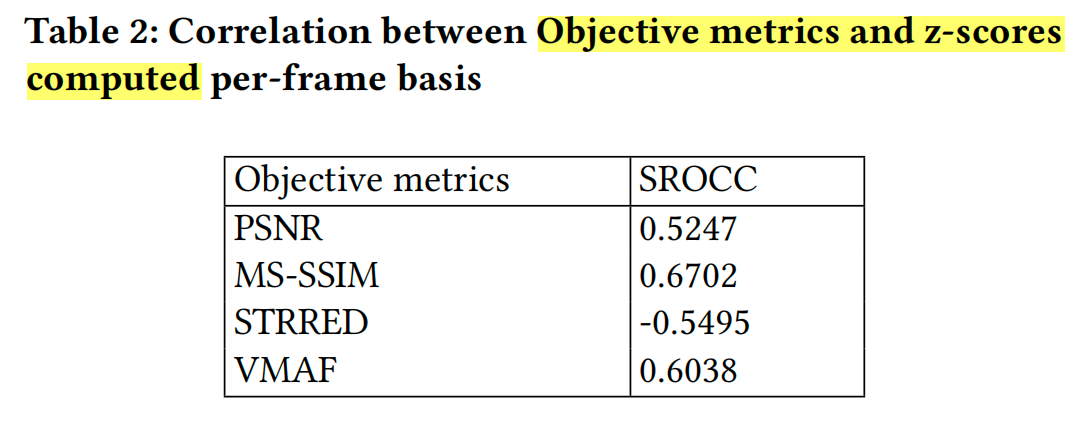 Table 2: Correlation between Objective metrics and z-scores
computed per-frame basis
Objective metrics SROCC
PSNR 0.5247
MS-SSIM 0.6702
STRRED -0.5495
VMAF 0.6038